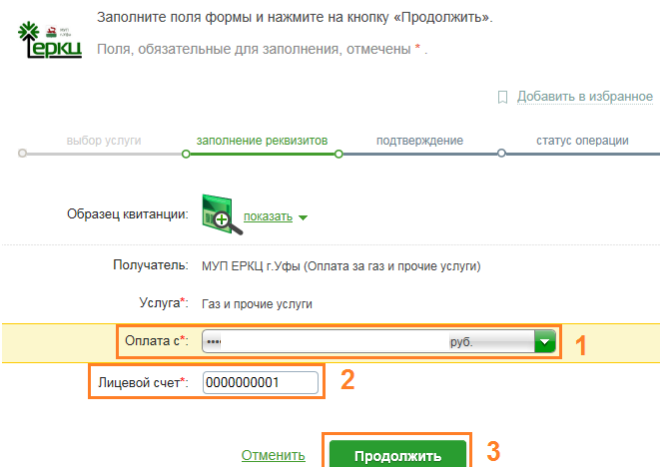 Заполните поля формы и нажмите на кнопку «Продолжить».
ЕРКЦ
Поля, обязательные для заполнения, отмечены * .
Добавить в избранное
выбор услуги заполнение реквизитов подтверждение статус операции
Образец квитанции: показать
Получатель: МУП ЕРКЦ г.Уфы (Оплата за газ и прочие услуги)
Услуга*: Газ и прочие услуги
Оплата с*: •••• руб. 1
Лицевой счет*: 0000000001 2
Отменить Продолжить 3